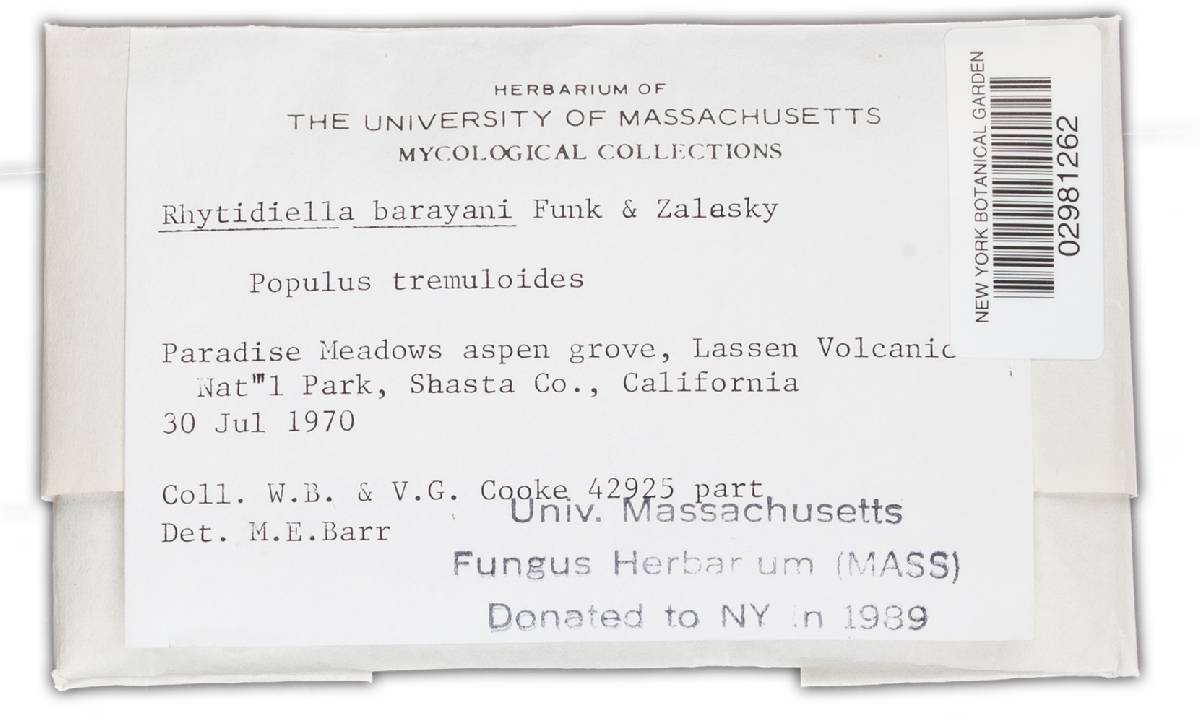 HERBARIUM OF
THE UNIVERSITY OF MASSACHUSETTS
MYCOLOGICAL COLLECTIONS
Rhytidiella barayani Funk & Zalasky
Populus tremuloides
Paradise Meadows aspen grove, Lassen Volcanic
Nat"'l Park, Shasta Co., California
30 Jul 1970
Coll. W.B. & V.G. Cooke 42925 part
Det. M.E.Barr
Univ. Massachusetts
Fungus Herbar um (MASS)
Donated to NY in 1989
NEW YORK BOTANICAL GARDEN
02981262